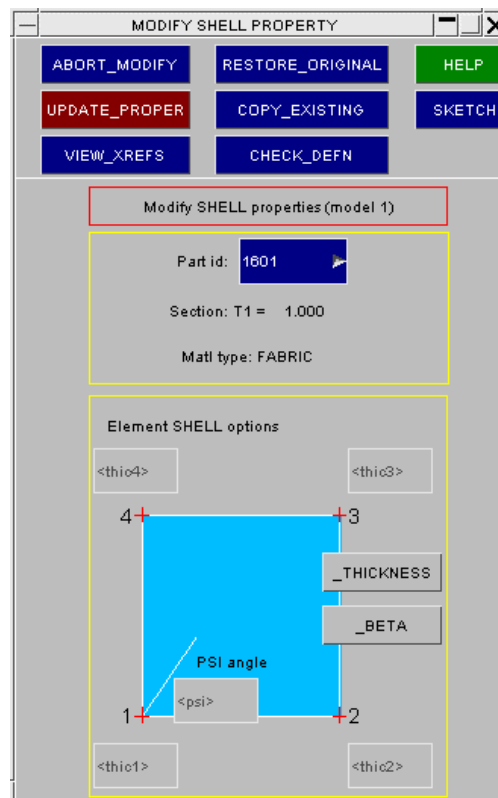 MODIFY SHELL PROPERTY
ABORT_MODIFY RESTORE_ORIGINAL HELP
UPDATE_PROPER COPY_EXISTING SKETCH
VIEW_XREFS CHECK_DEFN
Modify SHELL properties (model 1)
Part id: 1601
Section: T1 = 1.000
Matl type: FABRIC
Element SHELL options
<thic4> <thic3>
4 3
_THICKNESS
_BETA
PSI angle
<psi>
1 2
<thic1> <thic2>